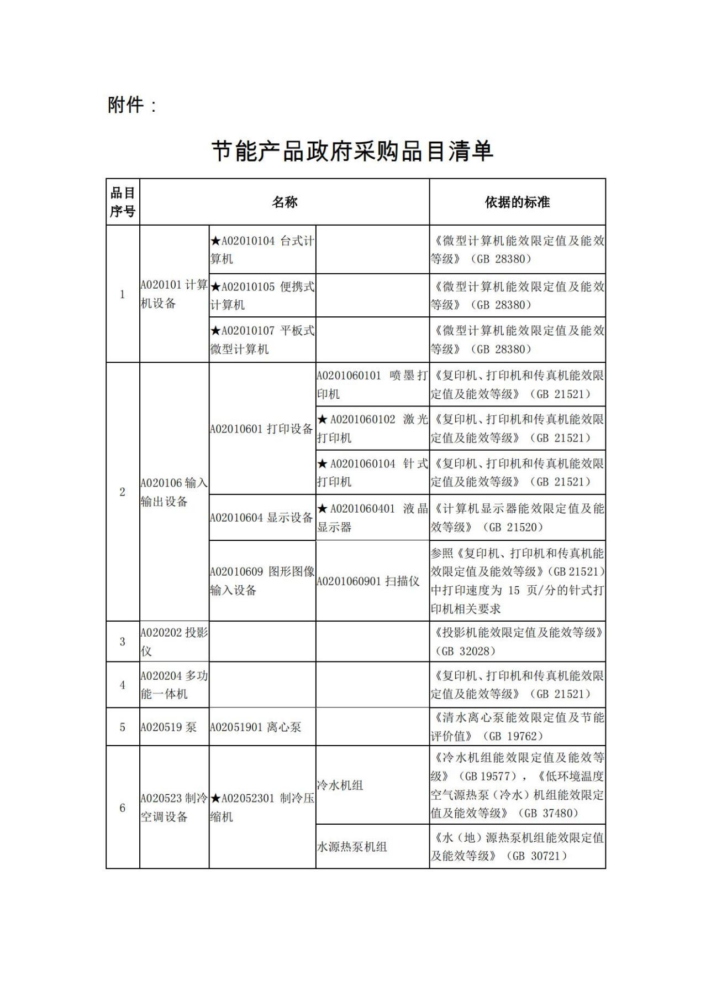 附件：
节能产品政府采购品目清单
品目
序号
名称
依据的标准
1
A020101 计算
机设备
★A02010104 台式计
算机
《微型计算机能效限定值及能效
等级》（GB 28380）
★A02010105 便携式
计算机
《微型计算机能效限定值及能效
等级》（GB 28380）
★A02010107 平板式
微型计算机
《微型计算机能效限定值及能效
等级》（GB 28380）
2
A020106 输入
输出设备
A02010601 打印设备
A0201060101 喷墨打
印机
《复印机、打印机和传真机能效限
定值及能效等级》（GB 21521）
★A0201060102 激光
打印机
《复印机、打印机和传真机能效限
定值及能效等级》（GB 21521）
★A0201060104 针式
打印机
《复印机、打印机和传真机能效限
定值及能效等级》（GB 21521）
A02010604 显示设备
★A0201060401 液晶
显示器
《计算机显示器能效限定值及能
效等级》（GB 21520）
A02010609 图形图像
输入设备
A0201060901 扫描仪
参照《复印机、打印机和传真机能
效限定值及能效等级》（GB 21521）
中打印速度为 15 页/分的针式打
印机相关要求
3
A020202 投影
仪
《投影机能效限定值及能效等级》
（GB 32028）
4
A020204 多功
能一体机
《复印机、打印机和传真机能效限
定值及能效等级》（GB 21521）
5
A020519 泵
A02051901 离心泵
《清水离心泵能效限定值及节能
评价值》（GB 19762）
6
A020523 制冷
空调设备
★A02052301 制冷压
缩机
冷水机组
《冷水机组能效限定值及能效等
级》（GB 19577），《低环境温度
空气源热泵（冷水）机组能效限定
值及能效等级》（GB 37480）
水源热泵机组
《水（地）源热泵机组能效限定值
及能效等级》（GB 30721）